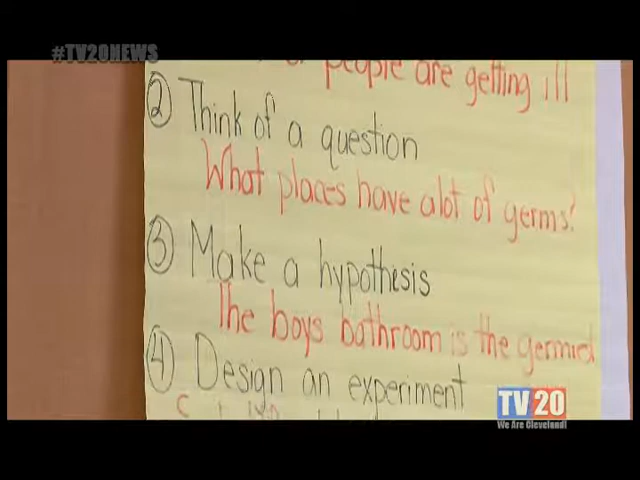 #TV20NEWS
people are getting ill
② Think of a question
What places have alot of germs?
③ Make a hypothesis
The boys bathroom is the germiest
④ Design an experiment
TV20
We Are Cleveland!